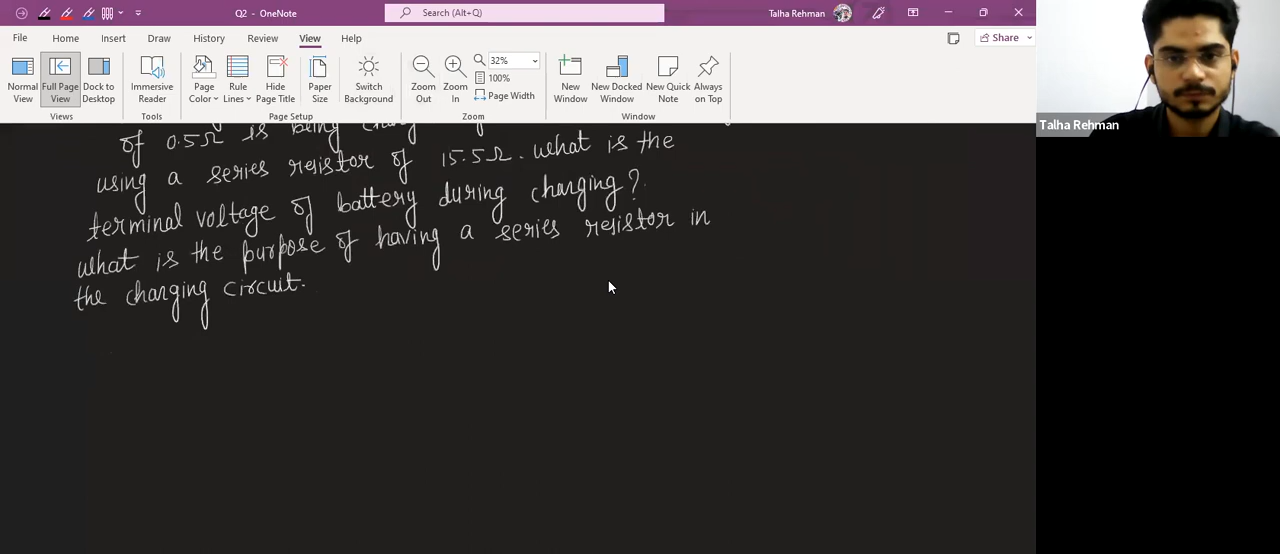 Q2 - OneNote
Search (Alt+Q)
Talha Rehman
File Home Insert Draw History Review View Help
Share
Normal View
Full Page View
Dock to Desktop
Immersive Reader
Page Color
Rule Lines
Hide Page Title
Paper Size
Switch Background
Zoom Out
Zoom In
32%
100%
Page Width
New Window
New Docked Window
New Quick Note
Always on Top
Views
Tools
Page Setup
Zoom
Window
Talha Rehman
of 0.5Ω is being
using a series resistor of 15.5Ω. what is the
terminal voltage of battery during charging?
what is the purpose of having a series resistor in
the charging circuit.